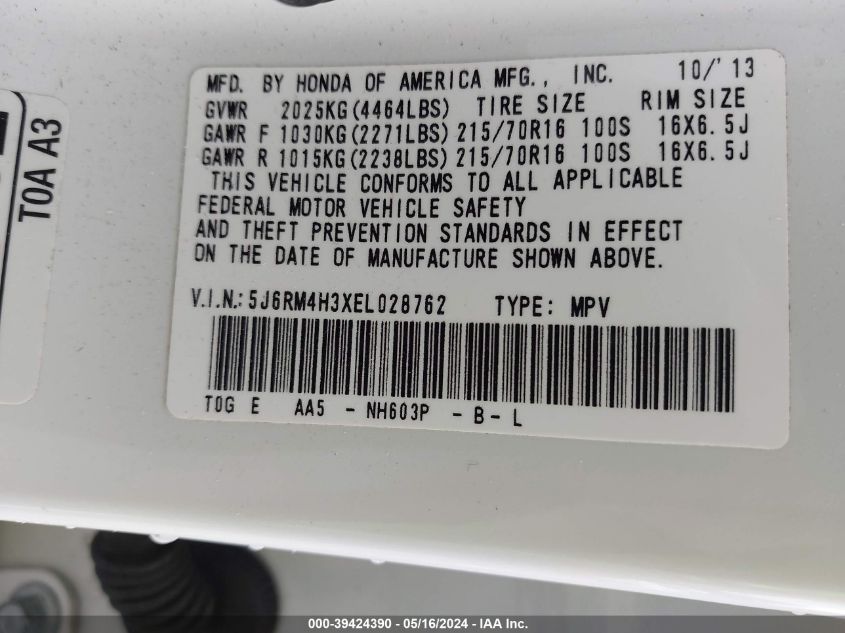 MFD. BY HONDA OF AMERICA MFG., INC. 10/'13
GVWR 2025KG(4464LBS) TIRE SIZE RIM SIZE
GAWR F 1030KG(2271LBS) 215/70R16 100S 16X6.5J
GAWR R 1015KG(2238LBS) 215/70R16 100S 16X6.5J
THIS VEHICLE CONFORMS TO ALL APPLICABLE
FEDERAL MOTOR VEHICLE SAFETY
AND THEFT PREVENTION STANDARDS IN EFFECT
ON THE DATE OF MANUFACTURE SHOWN ABOVE.
V.I.N.: 5J6RM4H3XEL028762 TYPE: MPV
T0G E AA5 - NH603P - B - L
T0A A3
000-39424390 - 05/16/2024 - IAA Inc.